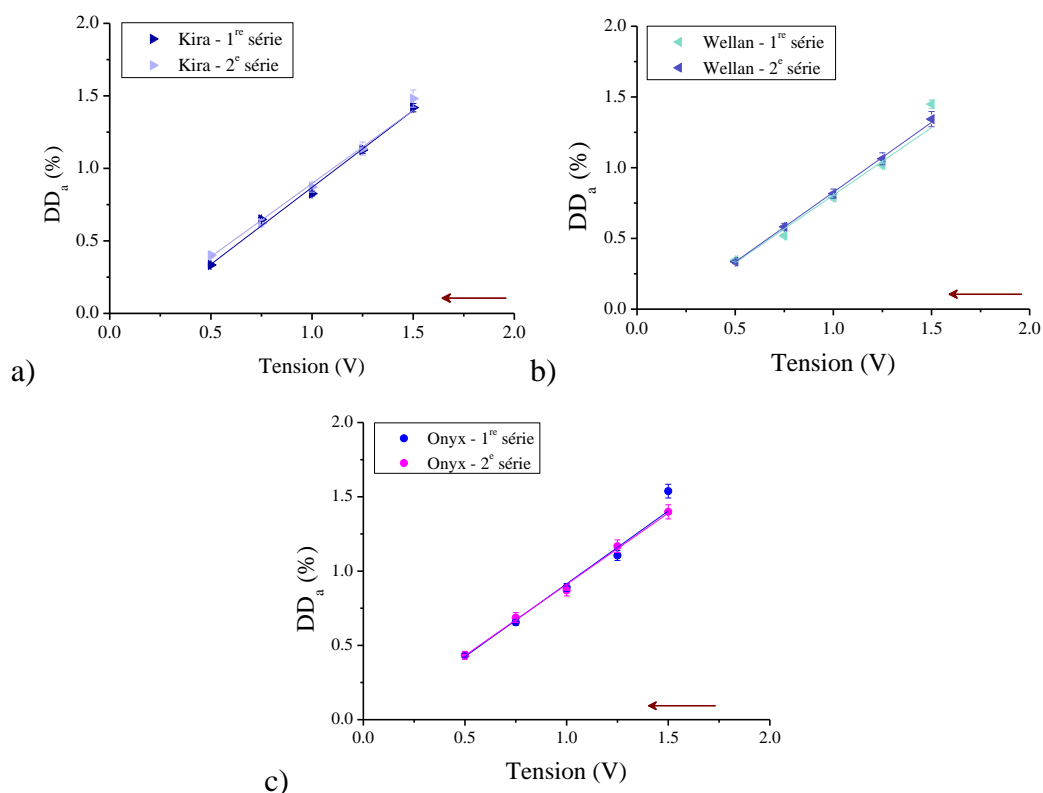 2.0
1.5
1.0
0.5
0.0
DDₐ (%)
Kira - 1ʳᵉ série
Kira - 2ᵉ série
0.0 0.5 1.0 1.5 2.0
Tension (V)
a)
2.0
1.5
1.0
0.5
0.0
DDₐ (%)
Wellan - 1ʳᵉ série
Wellan - 2ᵉ série
0.0 0.5 1.0 1.5 2.0
Tension (V)
b)
2.0
1.5
1.0
0.5
0.0
DDₐ (%)
Onyx - 1ʳᵉ série
Onyx - 2ᵉ série
0.0 0.5 1.0 1.5 2.0
Tension (V)
c)